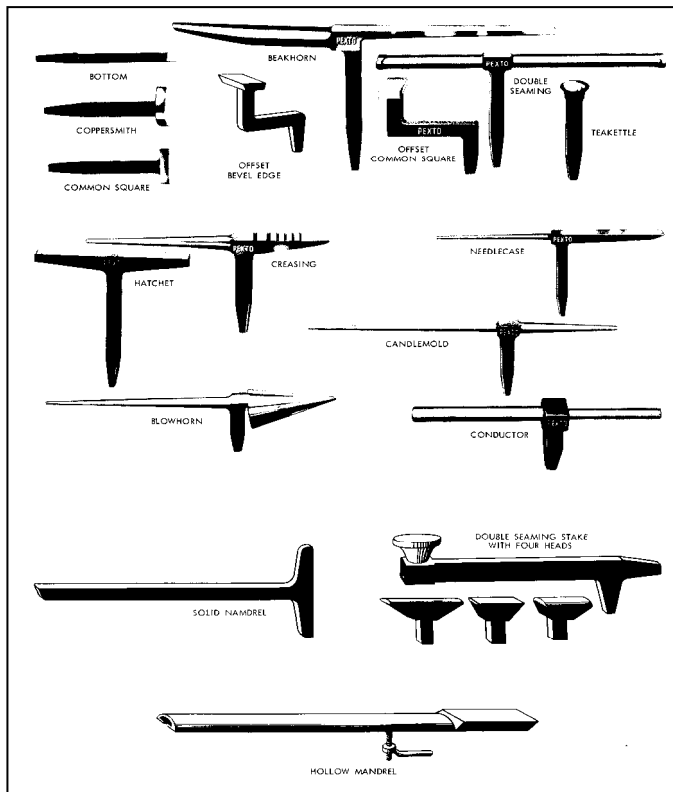 PEXTO
BEAKHORN
BOTTOM
PEXTO
DOUBLE
SEAMING
COPPERSMITH
OFFSET
BEVEL EDGE
PEXTO
OFFSET
COMMON SQUARE
TEAKETTLE
COMMON SQUARE
PEXTO
CREASING
HATCHET
PEXTO
NEEDLECASE
CANDLEMOLD
BLOWHORN
CONDUCTOR
DOUBLE SEAMING STAKE
WITH FOUR HEADS
SOLID NAMDREL
HOLLOW MANDREL